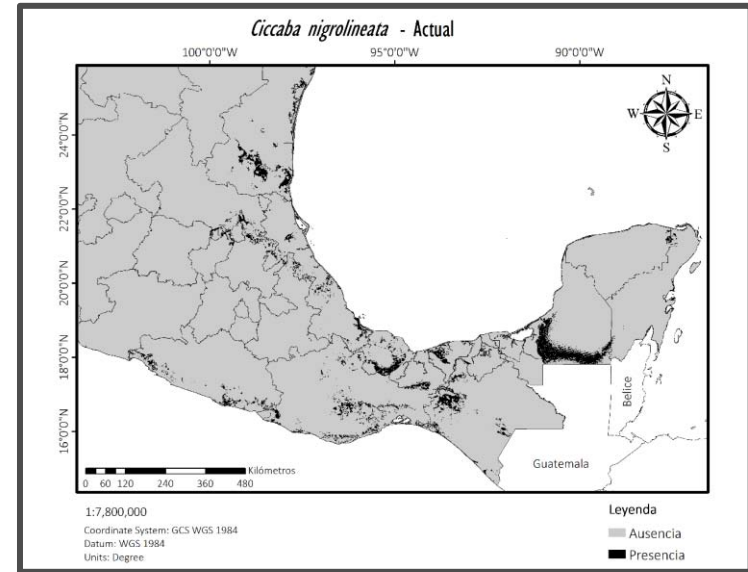 Ciccaba nigrolineata - Actual
100°0'0"W 95°0'0"W 90°0'0"W
N
W E
S
24°0'0"N
22°0'0"N
20°0'0"N
18°0'0"N
16°0'0"N
Belice
Guatemala
Kilómetros
0 60 120 240 360 480
1:7,800,000
Coordinate System: GCS WGS 1984
Datum: WGS 1984
Units: Degree
Leyenda
Ausencia
Presencia